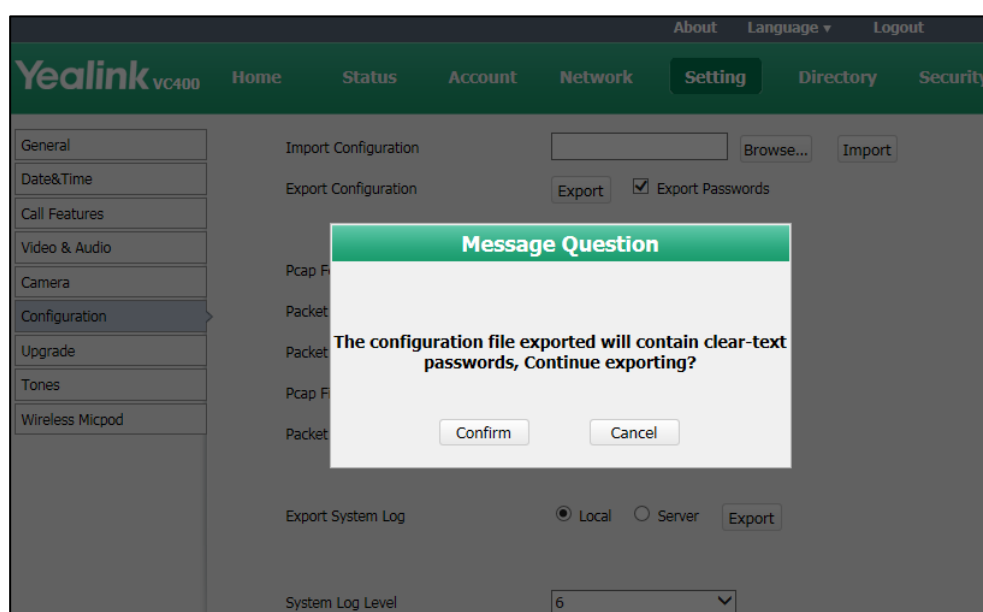 About Language ▾ Logout
Yealink VC400 Home Status Account Network Setting Directory Security
General
Import Configuration Browse... Import
Date&Time
Export Configuration Export Export Passwords
Call Features
Video & Audio
Message Question
Camera
Pcap
Configuration
Packet
The configuration file exported will contain clear-text
passwords, Continue exporting?
Upgrade
Packet
Tones
Pcap
Wireless Micpod
Packet
Confirm Cancel
Export System Log Local Server Export
System Log Level 6